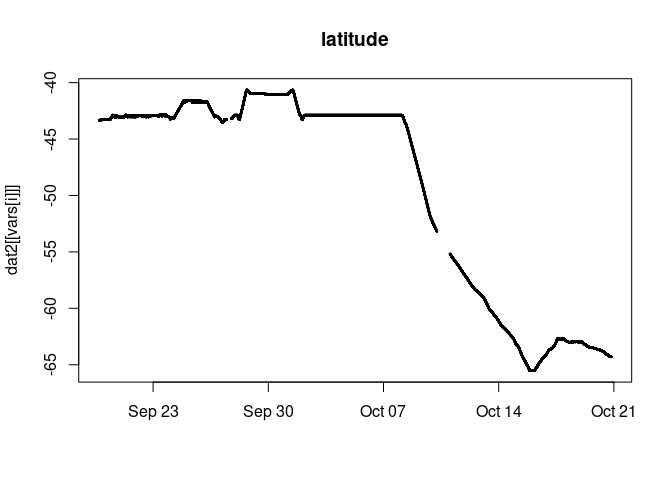 latitude
dat2[[vars[i]]]
-40
-45
-50
-55
-60
-65
Sep 23
Sep 30
Oct 07
Oct 14
Oct 21